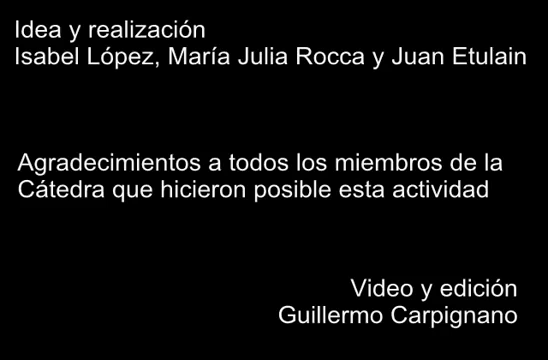 Idea y realización
Isabel López, María Julia Rocca y Juan Etulain
Agradecimientos a todos los miembros de la
Cátedra que hicieron posible esta actividad
Video y edición
Guillermo Carpignano